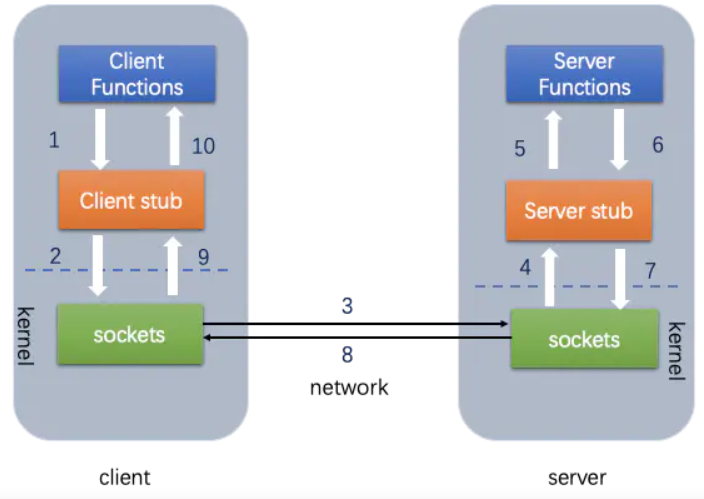 Client
Functions
Server
Functions
1
10
5
6
Client stub
Server stub
2
9
4
7
kernel
sockets
3
sockets
kernel
8
network
client
server